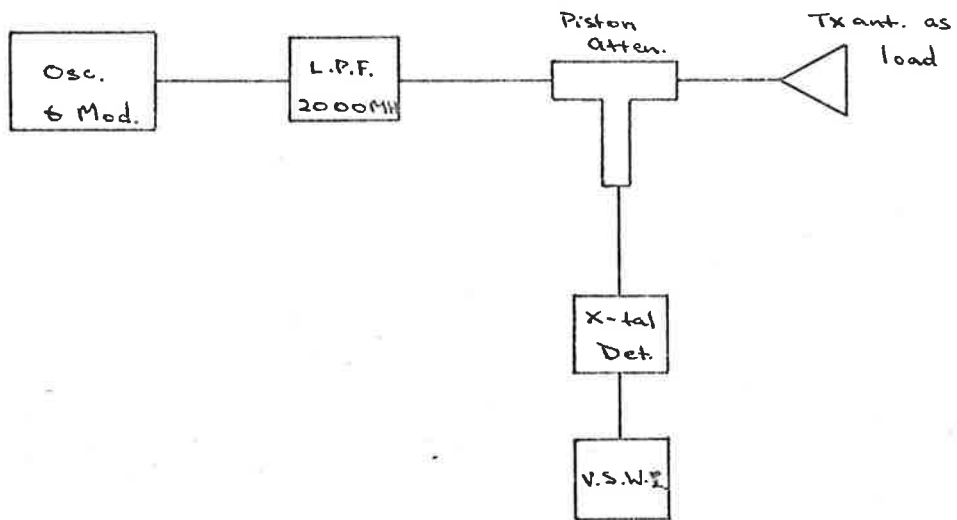 Piston
Atten.
Tx ant. as
load
Osc.
& Mod.
L.P.F.
2000MH
X-tal
Det.
V.S.W.